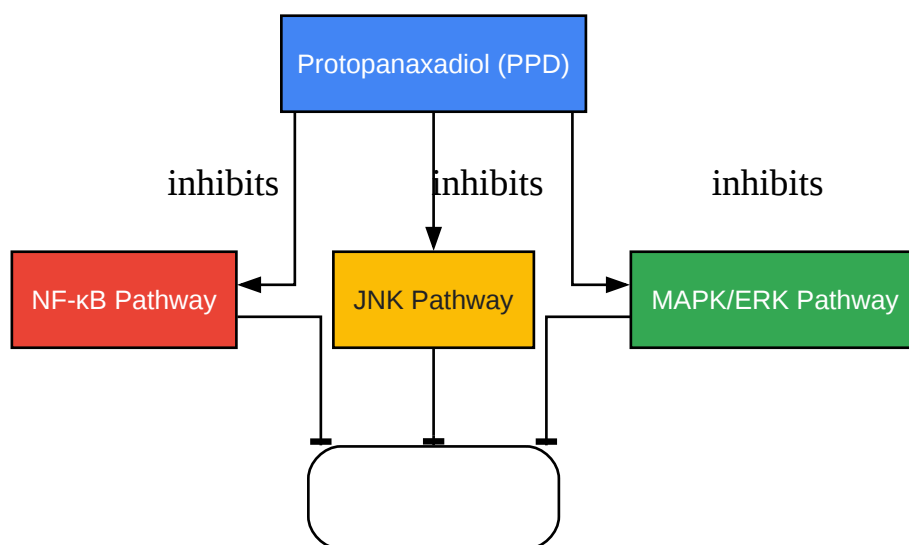 Protopanaxadiol (PPD)
inhibits
inhibits
inhibits
NF-κB Pathway
JNK Pathway
MAPK/ERK Pathway